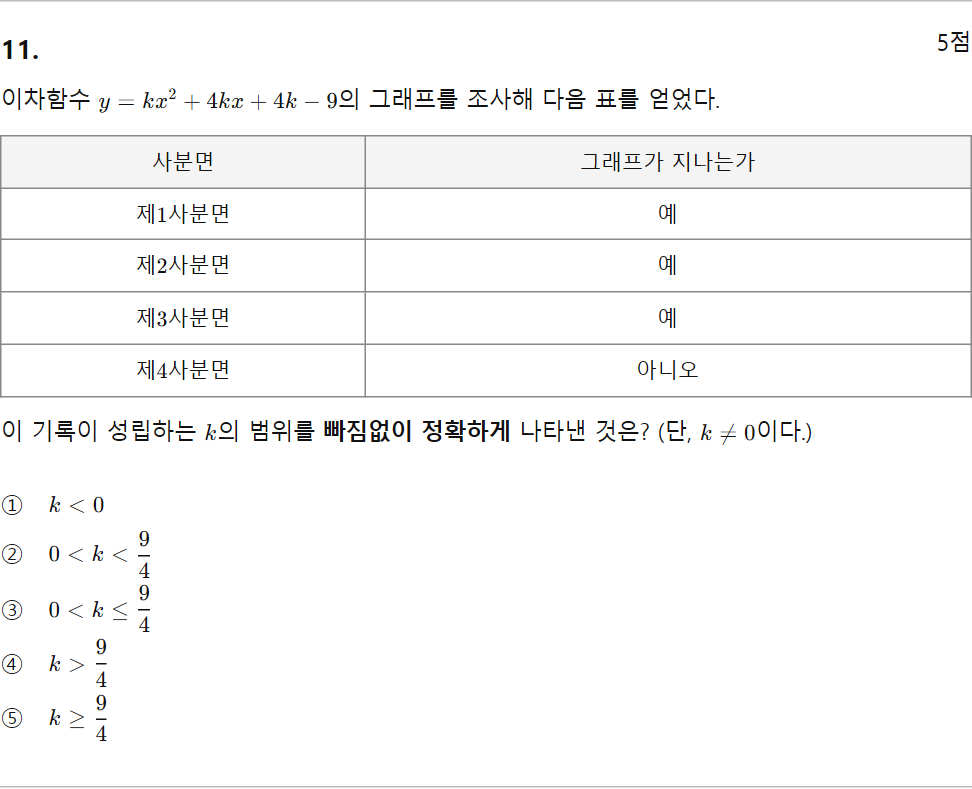 5점
11.
이차함수 y = kx² + 4kx + 4k − 9의 그래프를 조사해 다음 표를 얻었다.
사분면 그래프가 지나는가
제1사분면 예
제2사분면 예
제3사분면 예
제4사분면 아니오
이 기록이 성립하는 k의 범위를 빠짐없이 정확하게 나타낸 것은? (단, k ≠ 0이다.)
① k < 0
② 0 < k < 9/4
③ 0 < k ≤ 9/4
④ k > 9/4
⑤ k ≥ 9/4